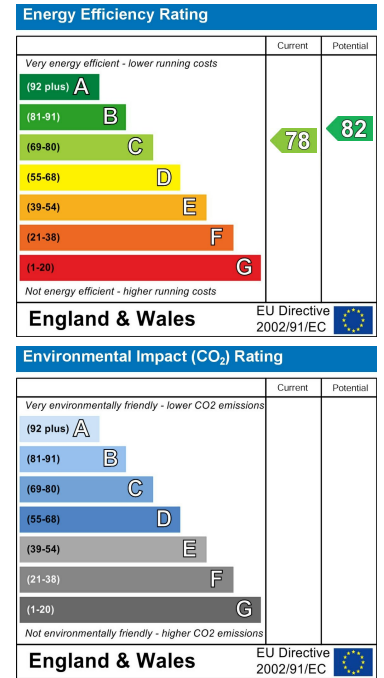 Energy Efficiency Rating
Current Potential
Very energy efficient - lower running costs
(92 plus) A
(81-91) B
(69-80) C
(55-68) D
(39-54) E
(21-38) F
(1-20) G
78 82
Not energy efficient - higher running costs
England & Wales
EU Directive
2002/91/EC
Environmental Impact (CO₂) Rating
Current Potential
Very environmentally friendly - lower CO2 emissions
(92 plus) A
(81-91) B
(69-80) C
(55-68) D
(39-54) E
(21-38) F
(1-20) G
Not environmentally friendly - higher CO2 emissions
England & Wales
EU Directive
2002/91/EC